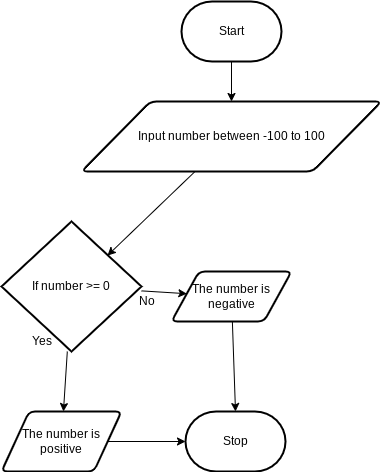 Start
Input number between -100 to 100
If number >= 0
No
The number is
negative
Yes
The number is
positive
Stop